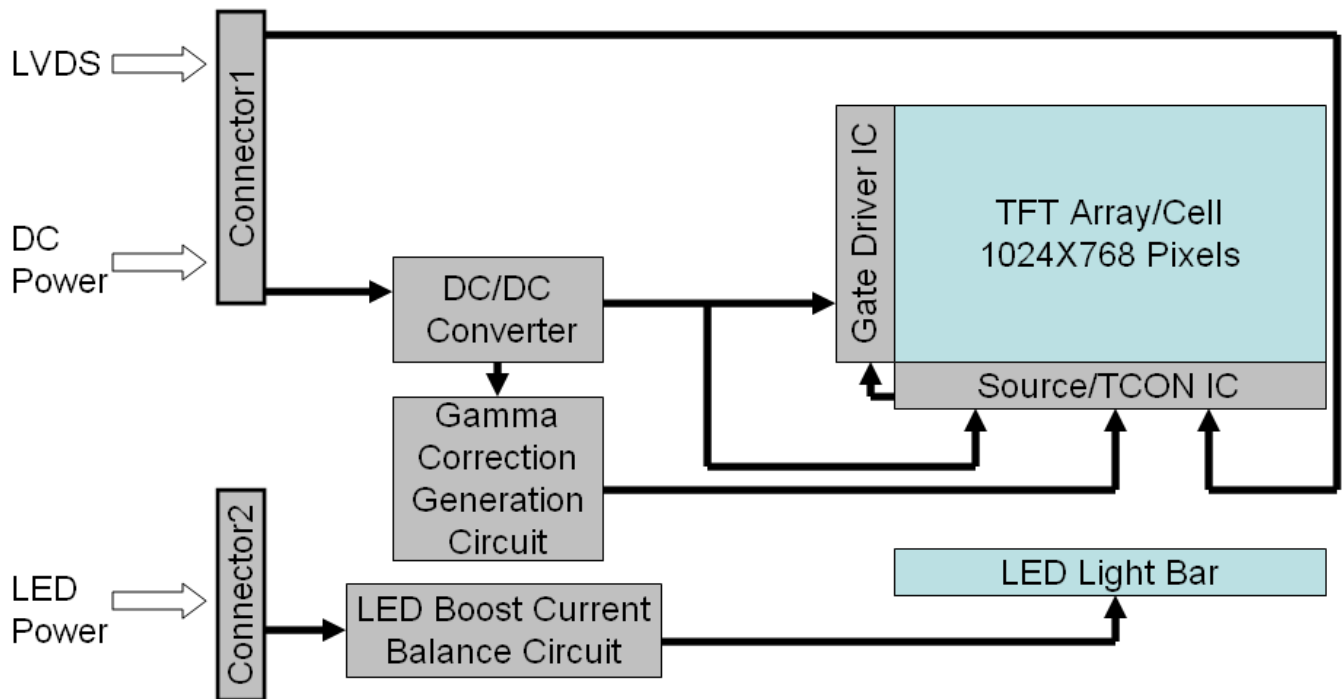 LVDS
Connector1
DC
Power
DC/DC
Converter
Gate Driver IC
TFT Array/Cell
1024X768 Pixels
Source/TCON IC
Gamma
Correction
Generation
Circuit
LED
Power
Connector2
LED Boost Current
Balance Circuit
LED Light Bar